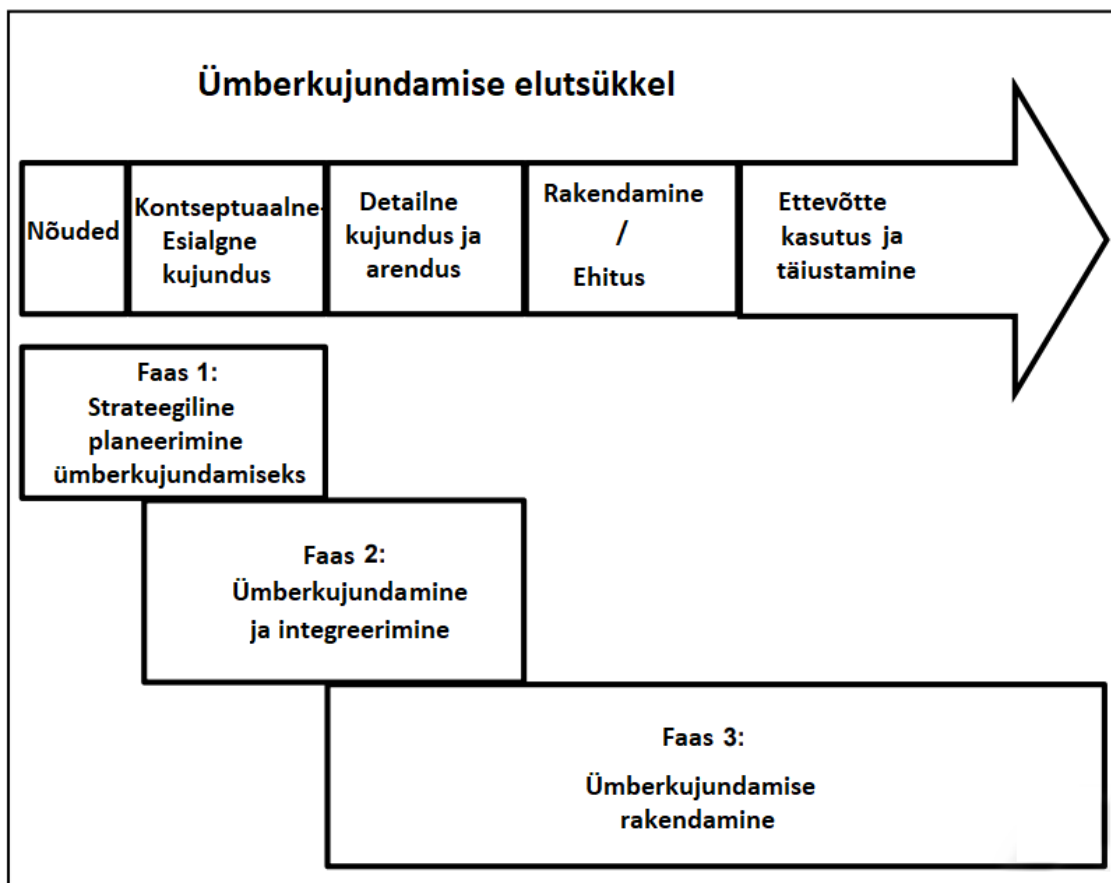 Ümberkujundamise elutsükkel
Nõuded
Kontseptuaalne-
Esialgne
kujundus
Detailne
kujundus ja
arendus
Rakendamine
/
Ehitus
Ettevõtte
kasutus ja
täiustamine
Faas 1:
Strateegiline
planeerimine
ümberkujundamiseks
Faas 2:
Ümberkujundamine
ja integreerimine
Faas 3:
Ümberkujundamise
rakendamine